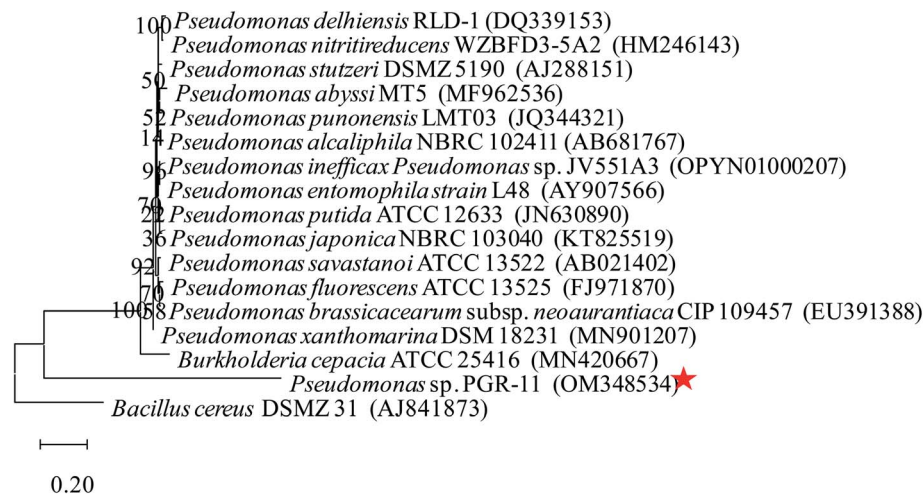 100 Pseudomonas delhiensis RLD-1 (DQ339153)
Pseudomonas nitritireducens WZBFD3-5A2 (HM246143)
Pseudomonas stutzeri DSMZ 5190 (AJ288151)
50 Pseudomonas abyssi MT5 (MF962536)
52 Pseudomonas punonensis LMT03 (JQ344321)
14 Pseudomonas alcaliphila NBRC 102411 (AB681767)
96 Pseudomonas inefficax Pseudomonas sp. JV551A3 (OPYN01000207)
Pseudomonas entomophila strain L48 (AY907566)
70
22 Pseudomonas putida ATCC 12633 (JN630890)
36 Pseudomonas japonica NBRC 103040 (KT825519)
92 Pseudomonas savastanoi ATCC 13522 (AB021402)
70 Pseudomonas fluorescens ATCC 13525 (FJ971870)
100 58 Pseudomonas brassicacearum subsp. neoaurantiaca CIP 109457 (EU391388)
Pseudomonas xanthomarina DSM 18231 (MN901207)
Burkholderia cepacia ATCC 25416 (MN420667)
Pseudomonas sp. PGR-11 (OM348534)
Bacillus cereus DSMZ 31 (AJ841873)
0.20